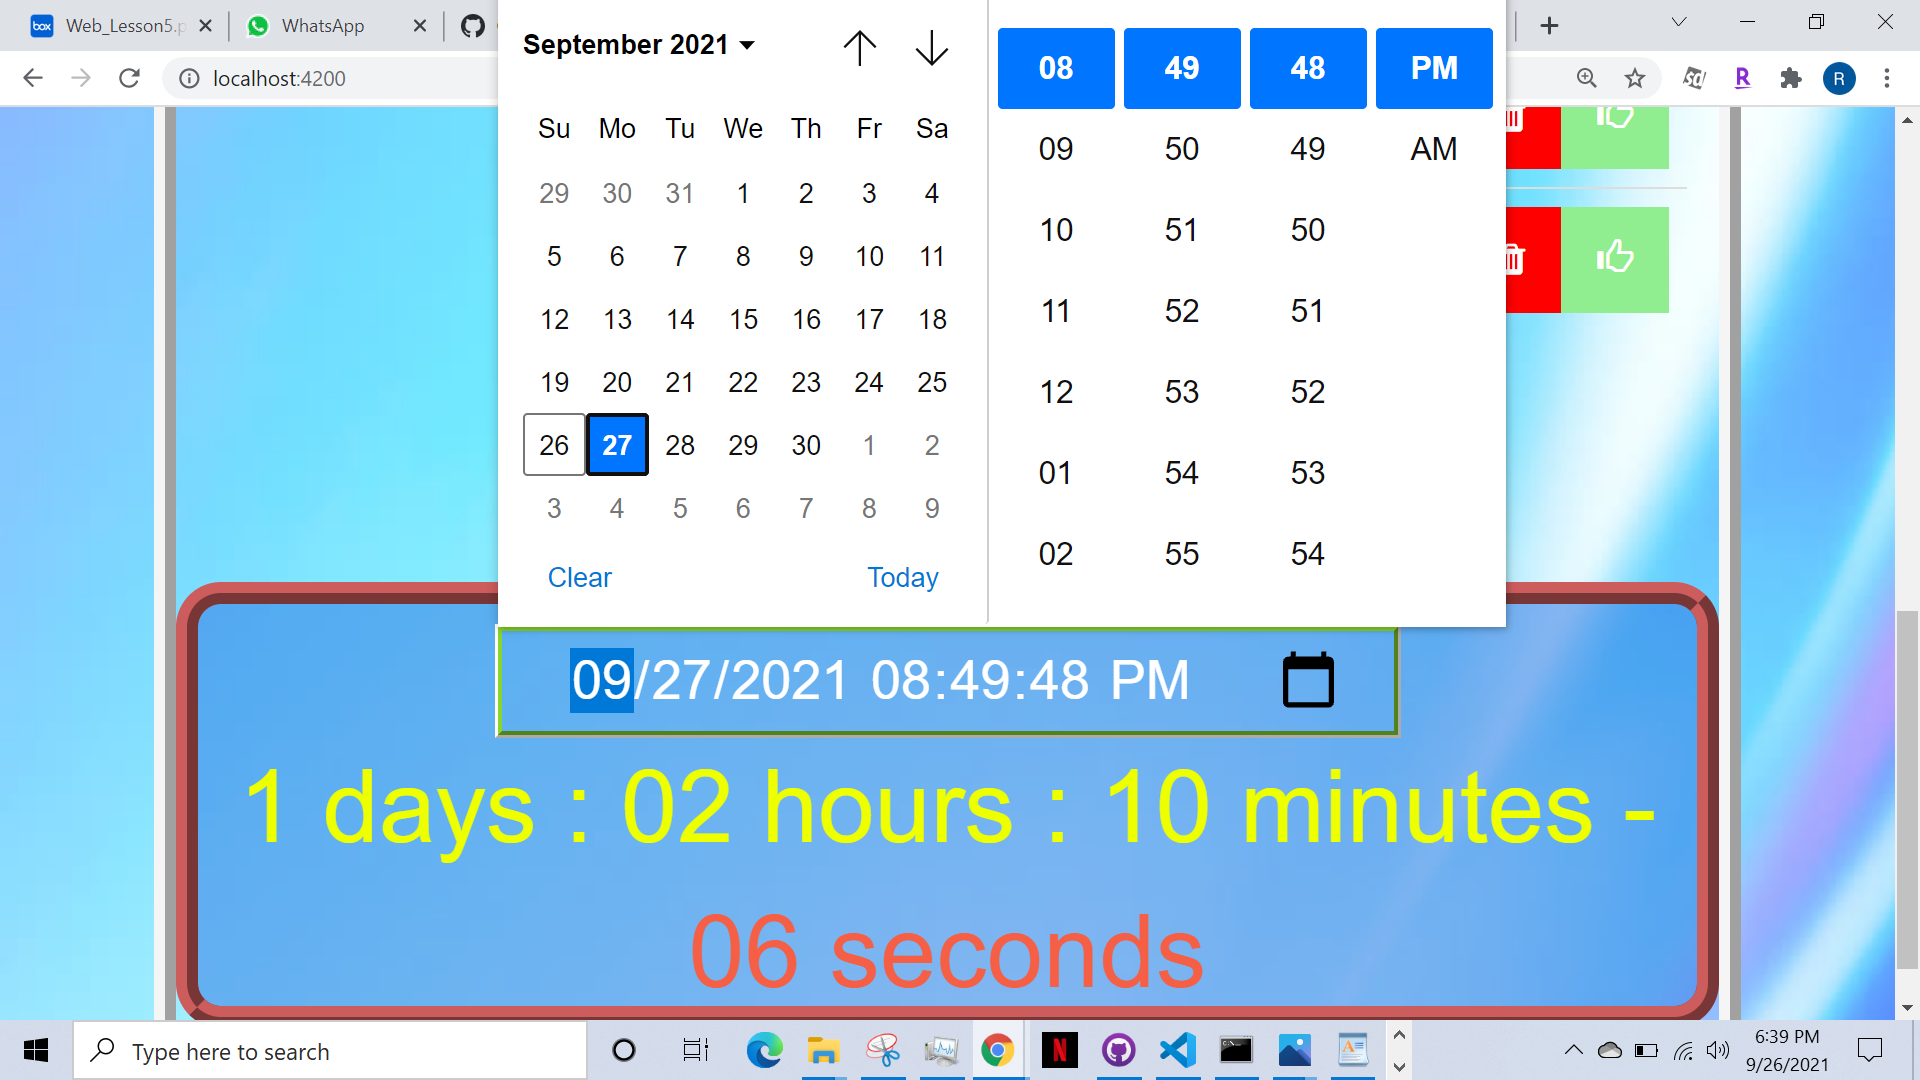 Web_Lesson5.p
WhatsApp
localhost:4200
R
R
September 2021
Su Mo Tu We Th Fr Sa
29 30 31 1 2 3 4
5 6 7 8 9 10 11
12 13 14 15 16 17 18
19 20 21 22 23 24 25
26 27 28 29 30 1 2
3 4 5 6 7 8 9
Clear Today
08 49 48 PM
09 50 49 AM
10 51 50
11 52 51
12 53 52
01 54 53
02 55 54
09/27/2021 08:49:48 PM
1 days : 02 hours : 10 minutes -
06 seconds
Type here to search
6:39 PM
9/26/2021